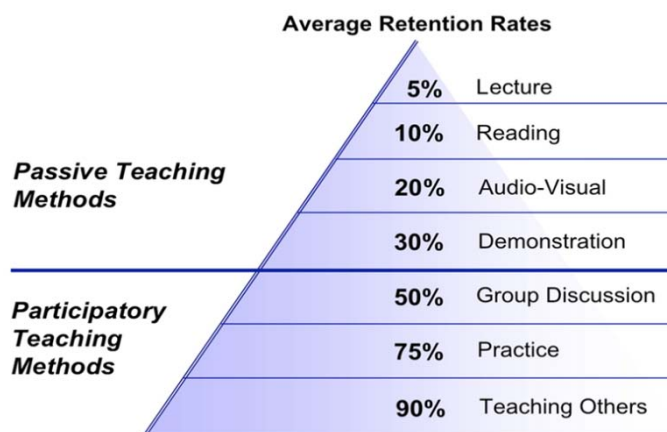 Average Retention Rates
5% Lecture
10% Reading
20% Audio-Visual
30% Demonstration
Passive Teaching
Methods
50% Group Discussion
75% Practice
90% Teaching Others
Participatory
Teaching
Methods